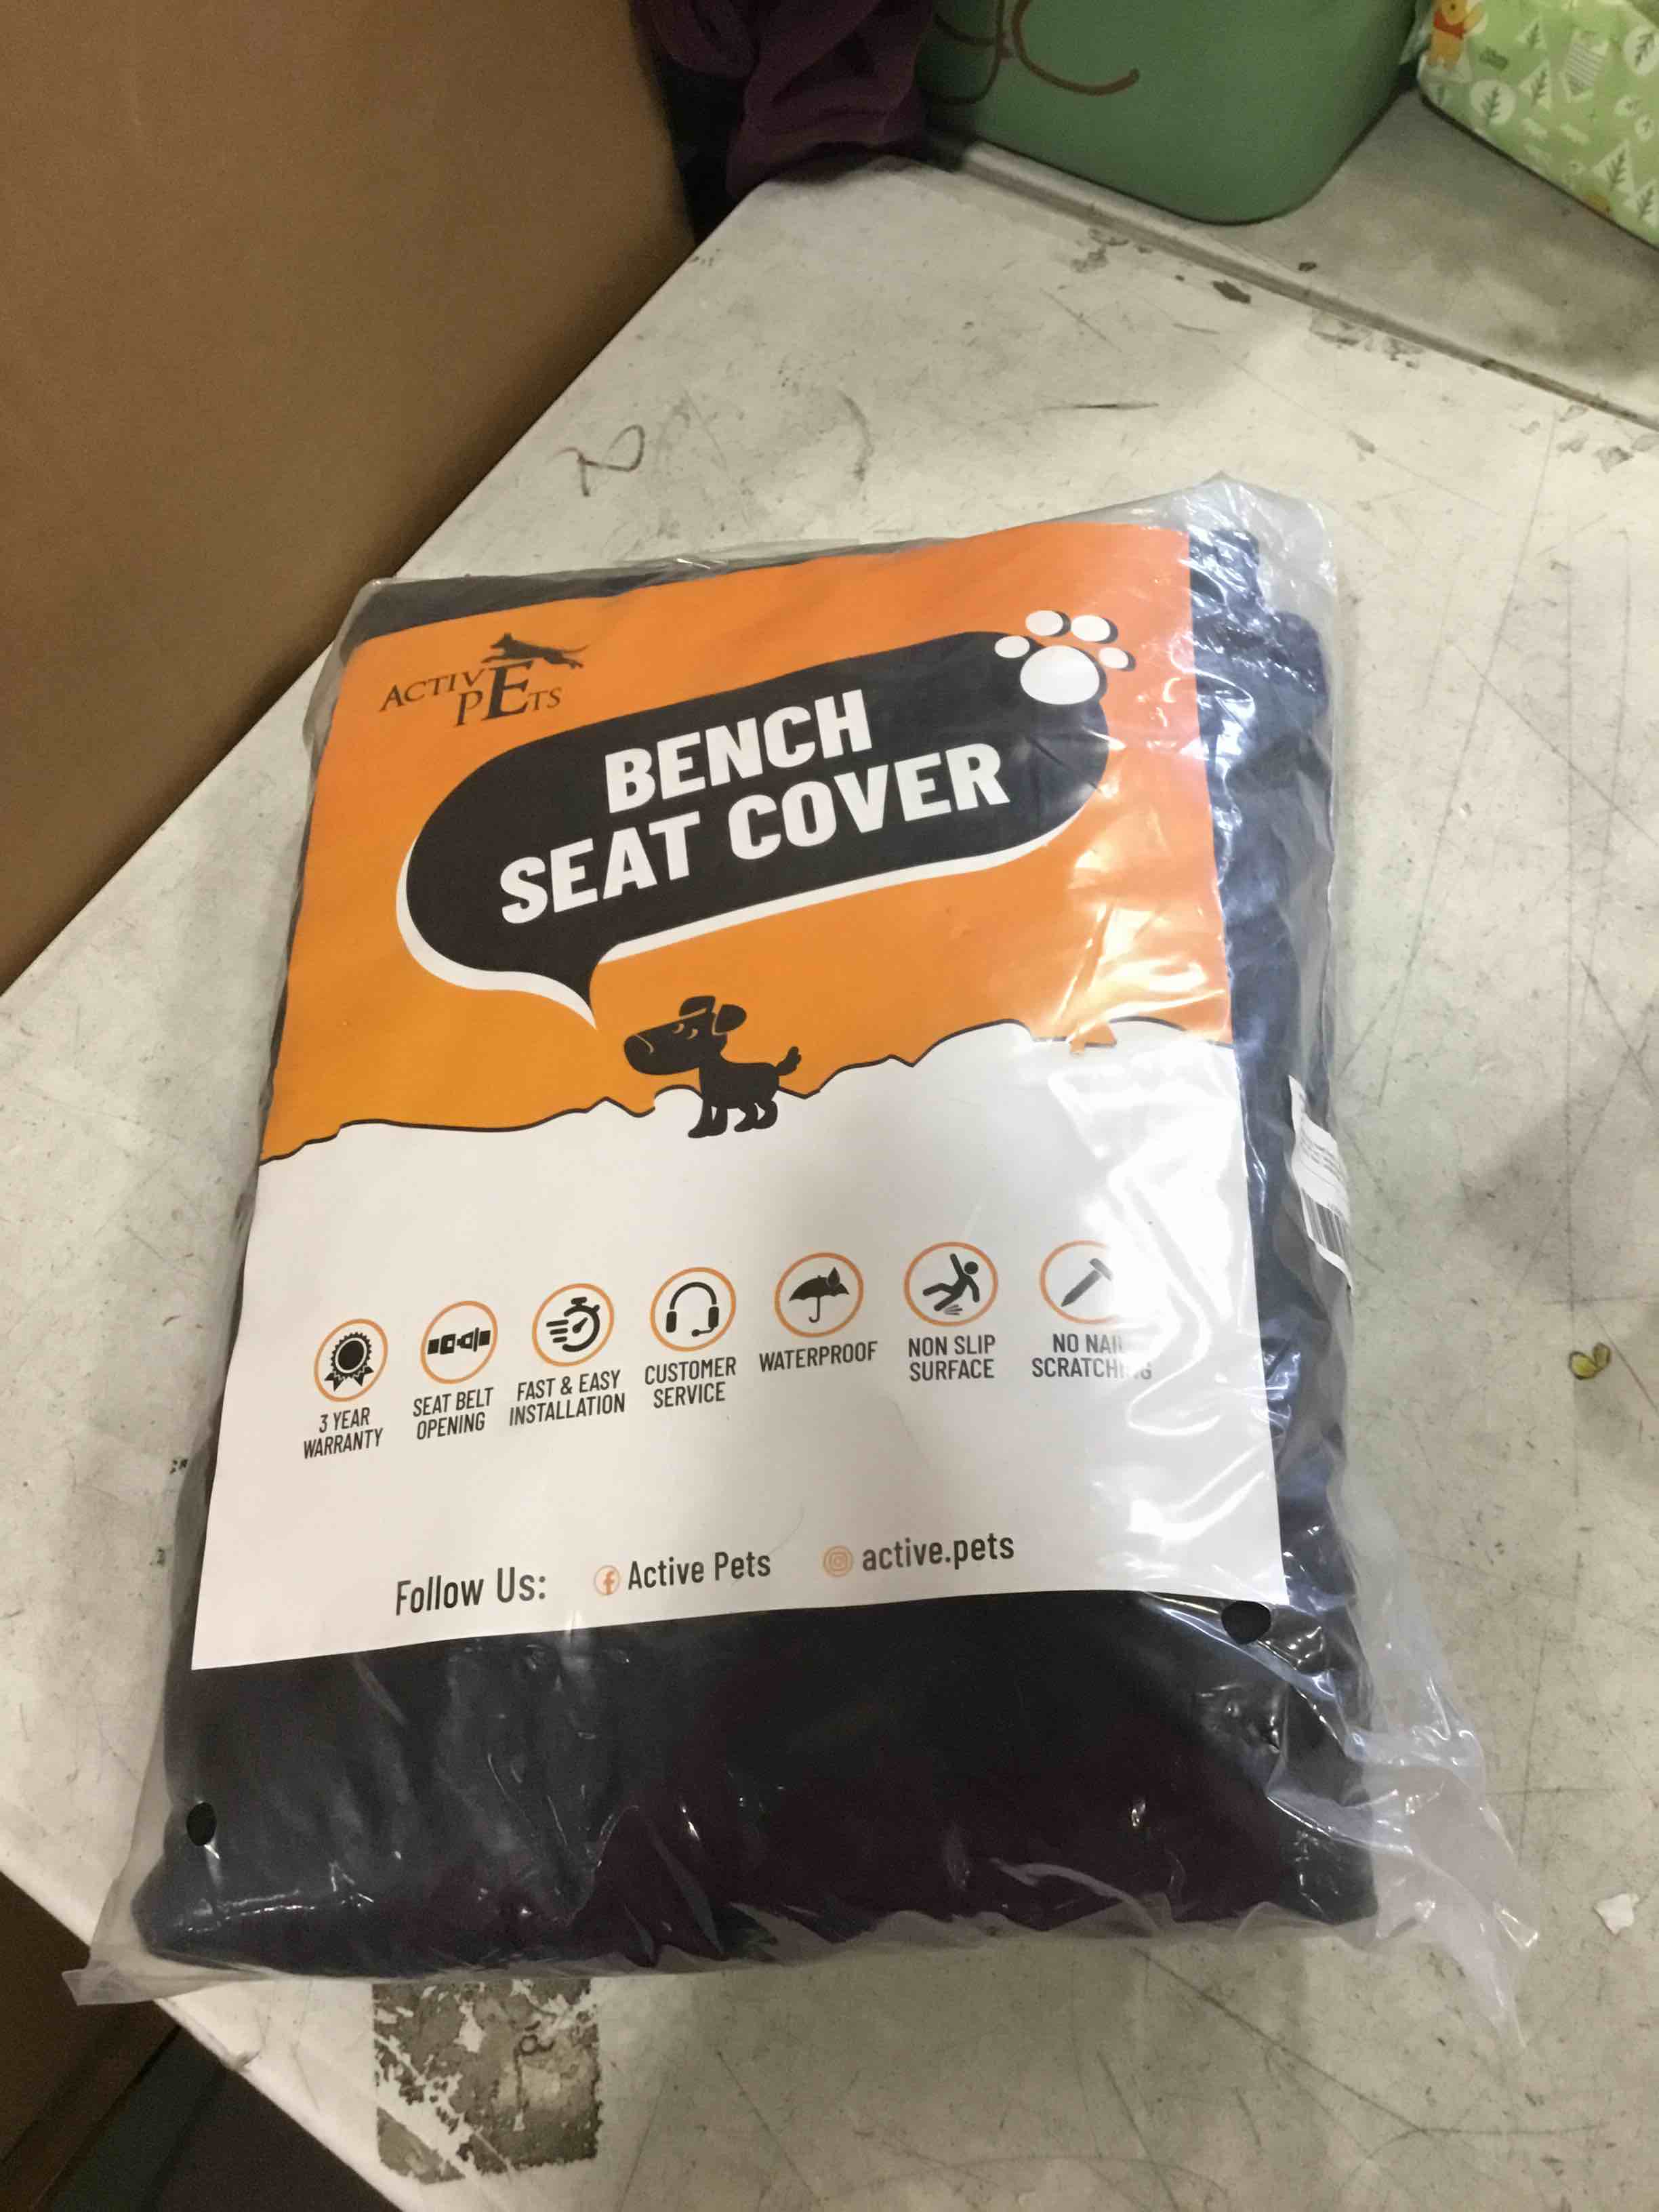 ACTIVE
PETS
BENCH
SEAT COVER
3 YEAR
WARRANTY
SEAT BELT
OPENING
FAST & EASY
INSTALLATION
CUSTOMER
SERVICE
WATERPROOF
NON SLIP
SURFACE
NO NAIL
SCRATCHING
Follow Us: Active Pets active.pets